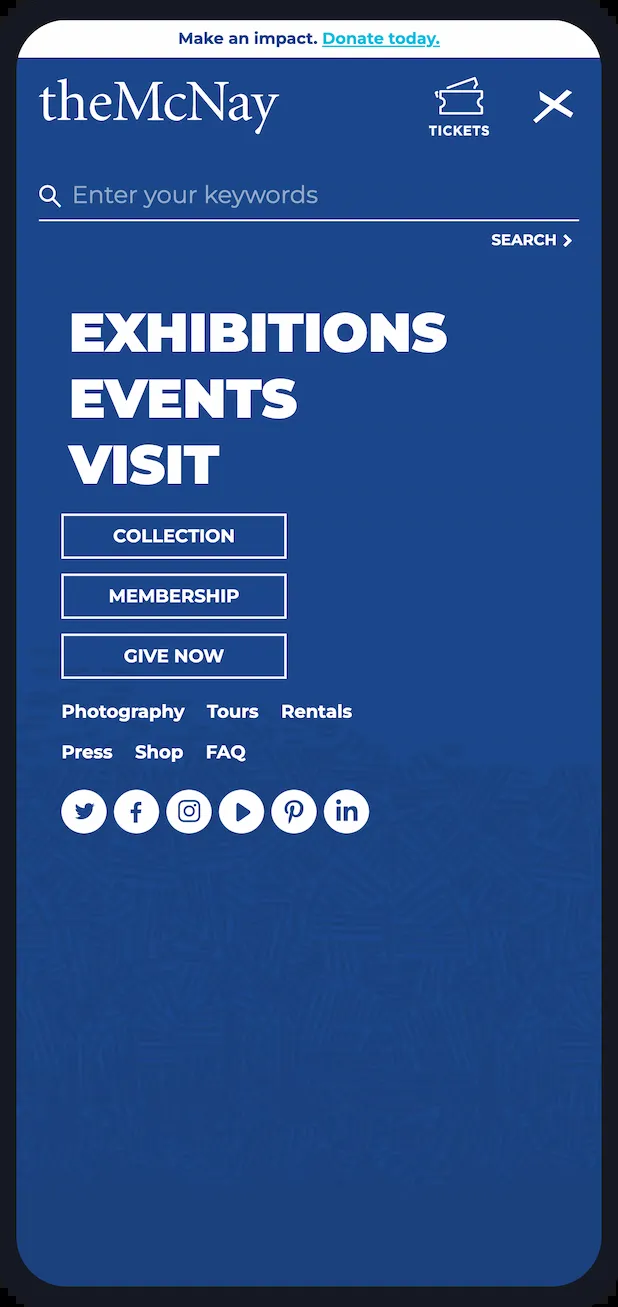 Make an impact. Donate today.
theMcNay
TICKETS
Enter your keywords
SEARCH
EXHIBITIONS
EVENTS
VISIT
COLLECTION
MEMBERSHIP
GIVE NOW
Photography Tours Rentals
Press Shop FAQ
in